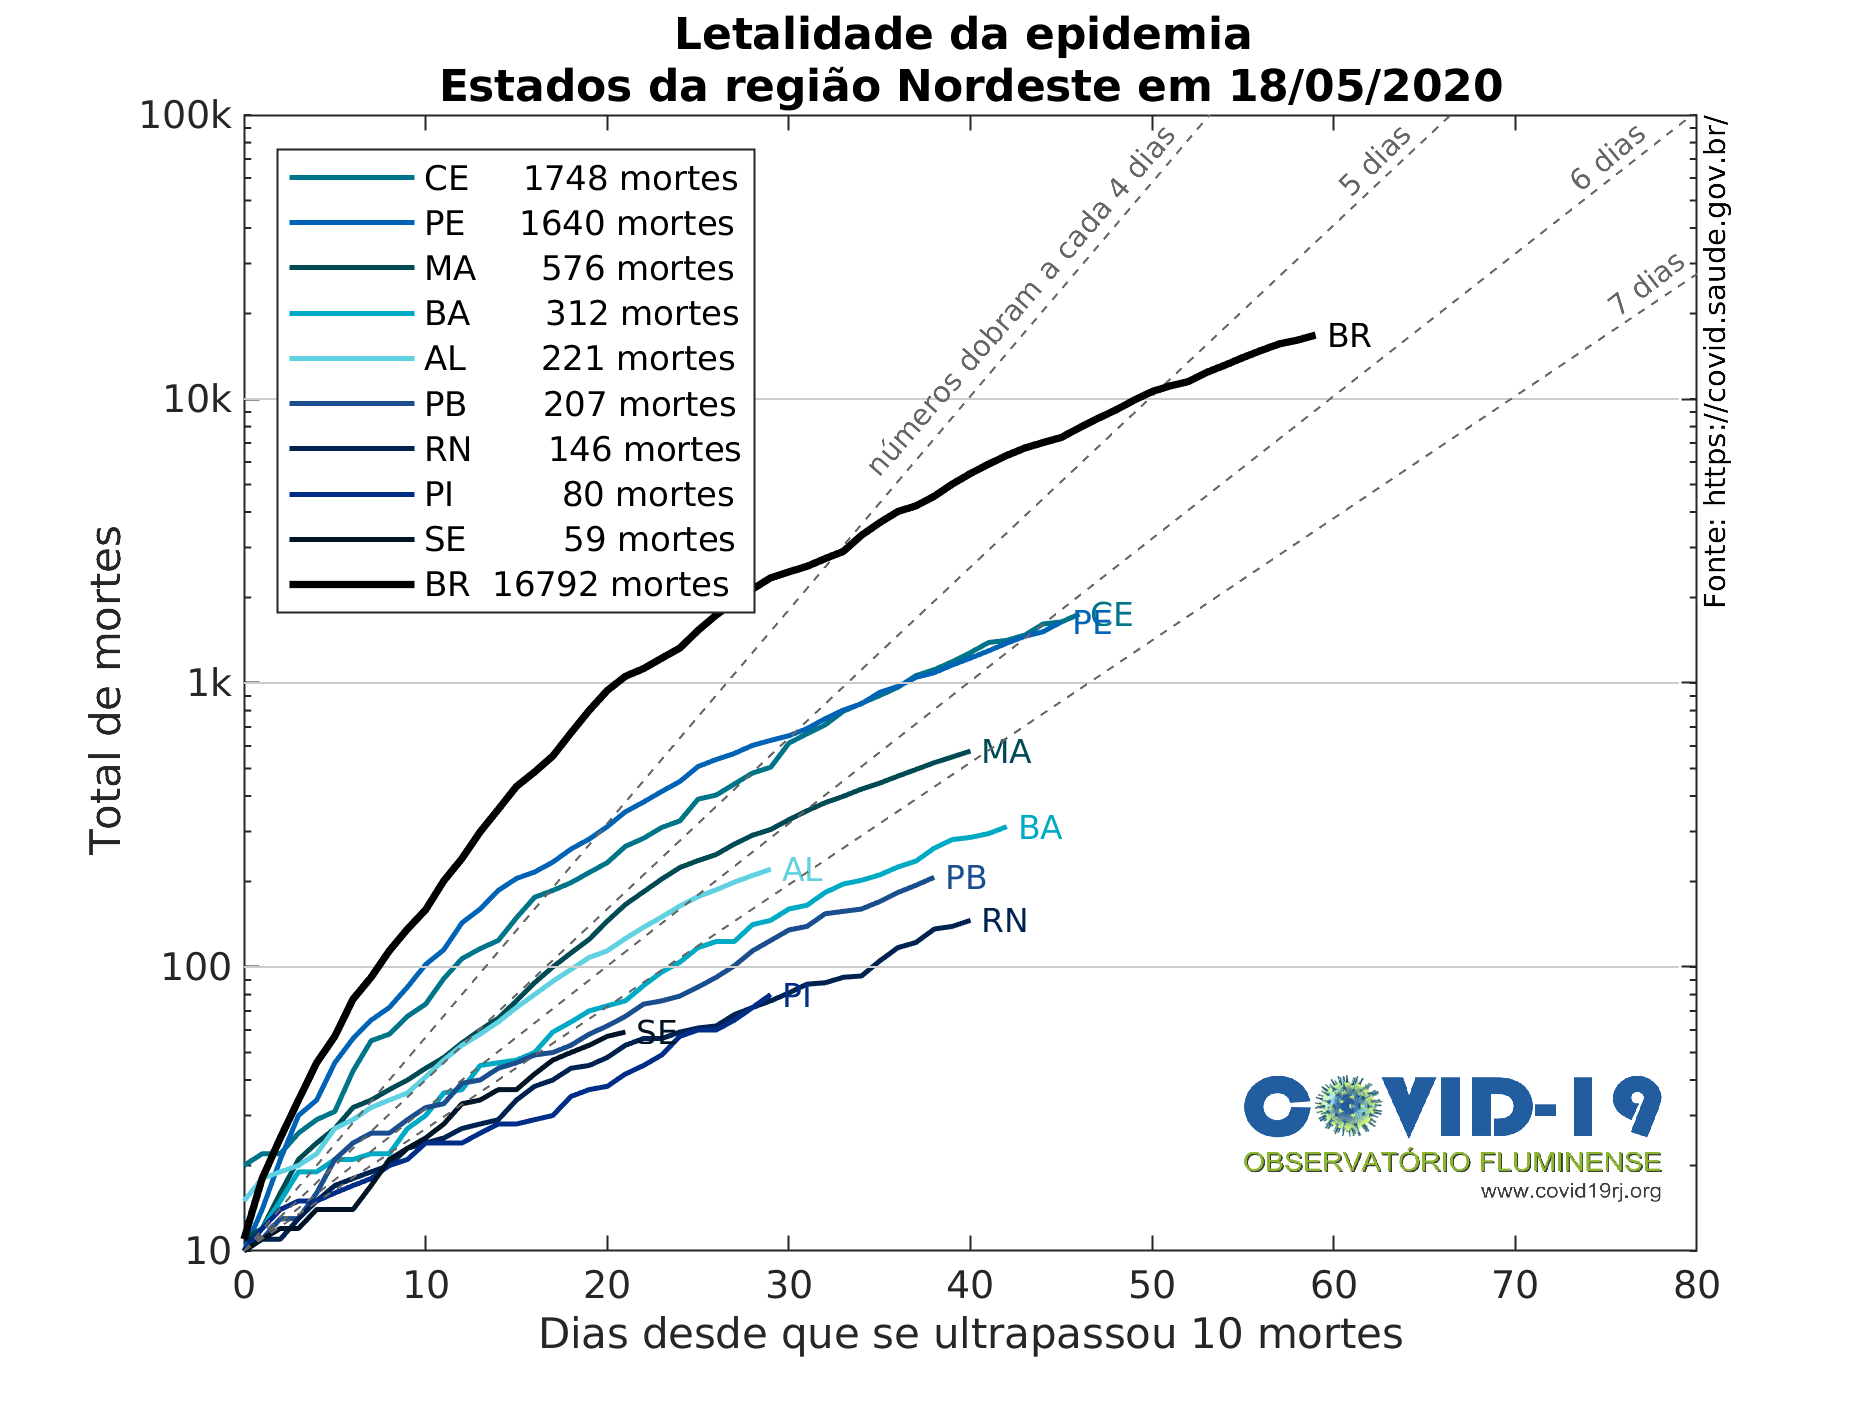 Letalidade da epidemia
Estados da região Nordeste em 18/05/2020
100k
10k
1k
100
10
Total de mortes
CE 1748 mortes
PE 1640 mortes
MA 576 mortes
BA 312 mortes
AL 221 mortes
PB 207 mortes
RN 146 mortes
PI 80 mortes
SE 59 mortes
BR 16792 mortes
números dobram a cada 4 dias
5 dias
6 dias
7 dias
Fonte: https://covid.saude.gov.br/
BR
CE
PE
MA
BA
AL
PB
RN
PI
SE
COVID-19
OBSERVATÓRIO FLUMINENSE
www.covid19rj.org
0 10 20 30 40 50 60 70 80
Dias desde que se ultrapassou 10 mortes